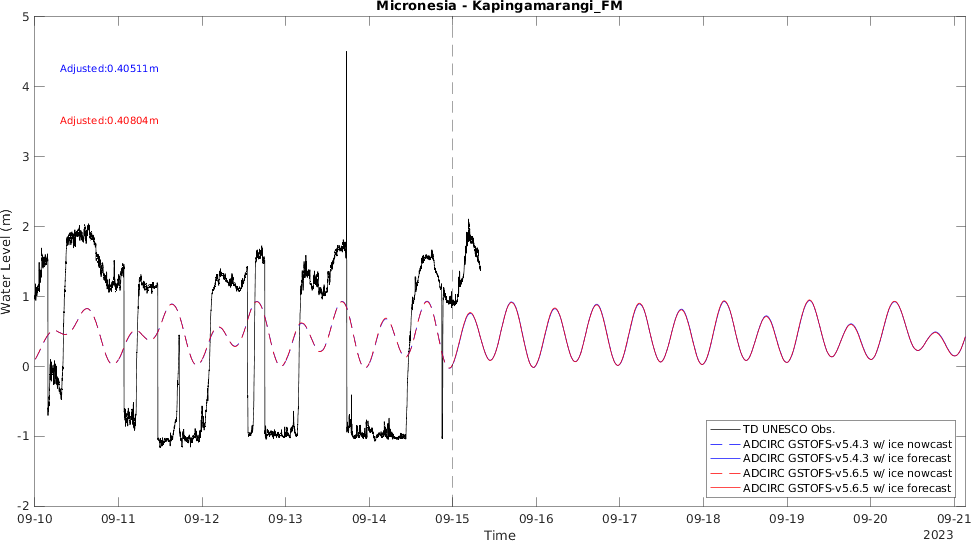 Micronesia - Kapingamarangi_FM
Adjusted:0.40511m
Adjusted:0.40804m
Water Level (m)
5
4
3
2
1
0
-1
-2
09-10 09-11 09-12 09-13 09-14 09-15 09-16 09-17 09-18 09-19 09-20 09-21
Time
2023
TD UNESCO Obs.
ADCIRC GSTOFS-v5.4.3 w/ ice nowcast
ADCIRC GSTOFS-v5.4.3 w/ ice forecast
ADCIRC GSTOFS-v5.6.5 w/ ice nowcast
ADCIRC GSTOFS-v5.6.5 w/ ice forecast